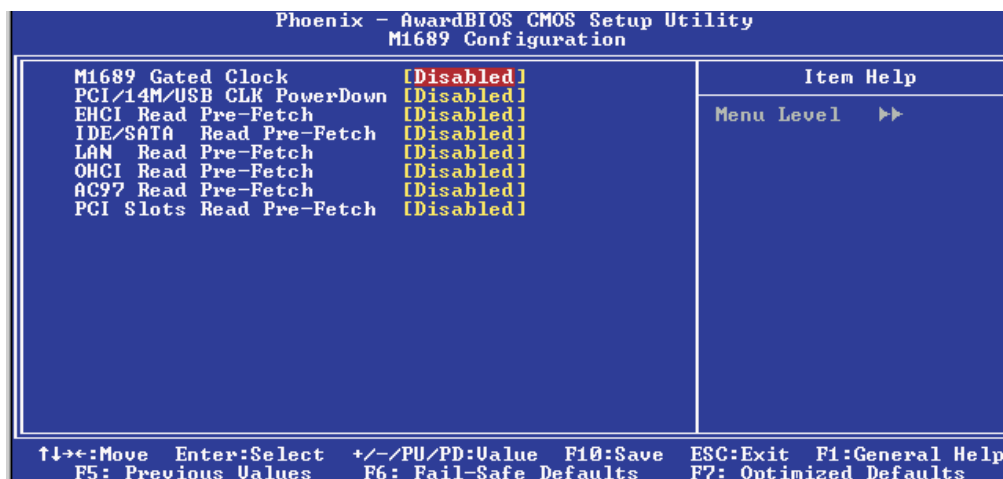 Phoenix - AwardBIOS CMOS Setup Utility
M1689 Configuration
M1689 Gated Clock [Disabled]
PCI/14M/USB CLK PowerDown [Disabled]
EHCI Read Pre-Fetch [Disabled]
IDE/SATA Read Pre-Fetch [Disabled]
LAN Read Pre-Fetch [Disabled]
OHCI Read Pre-Fetch [Disabled]
AC97 Read Pre-Fetch [Disabled]
PCI Slots Read Pre-Fetch [Disabled]
Item Help
Menu Level ▶▶
↑↓→←:Move Enter:Select +/-/PU/PD:Value F10:Save ESC:Exit F1:General Help
F5: Previous Values F6: Fail-Safe Defaults F7: Optimized Defaults